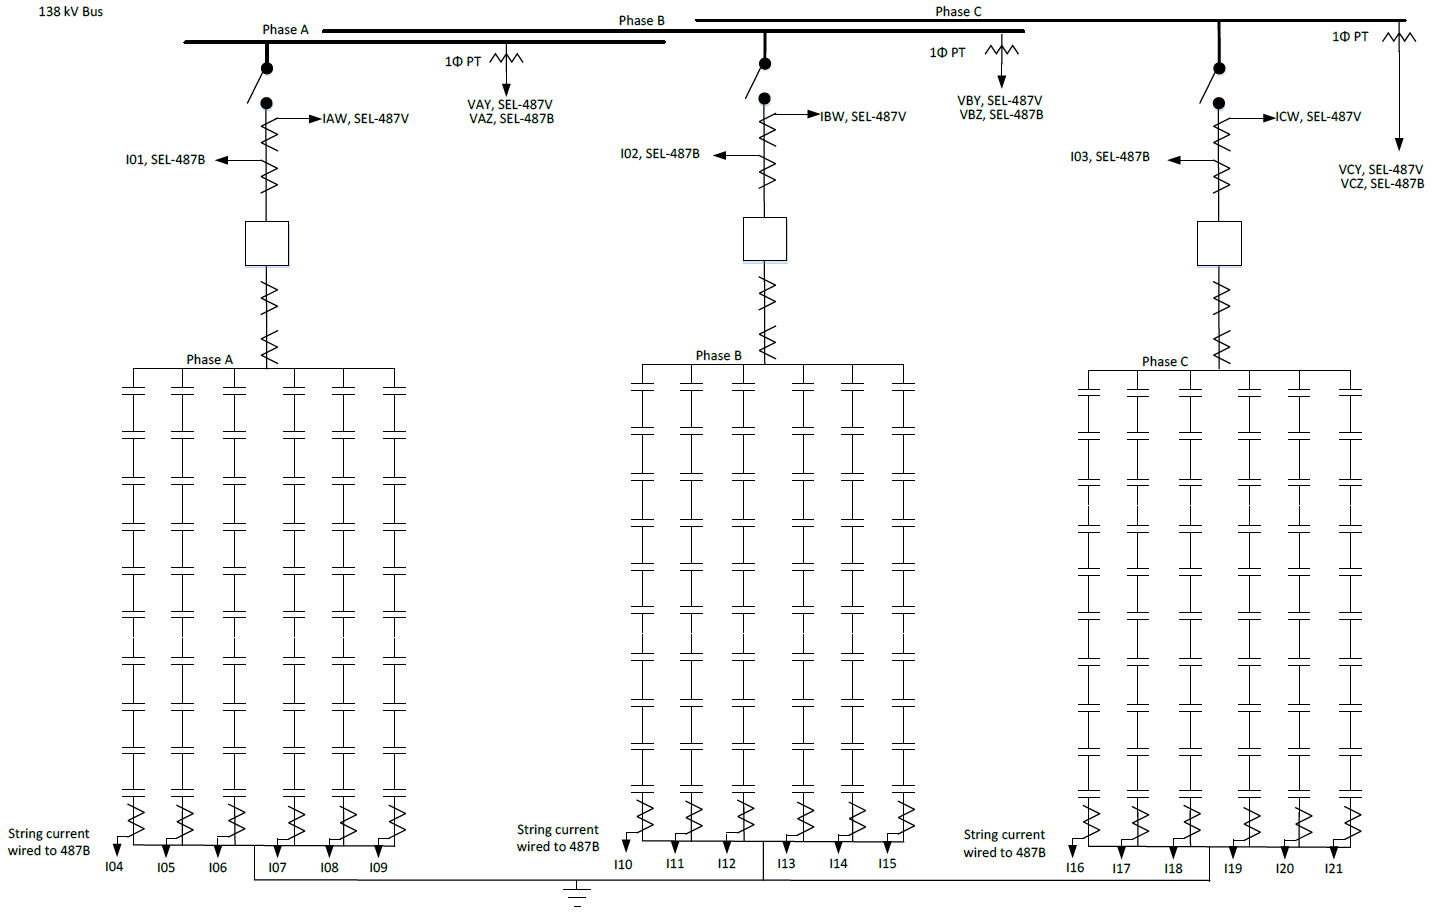 138 kV Bus
Phase A
Phase B
Phase C
1Φ PT
1Φ PT
1Φ PT
VAY, SEL-487V
VAZ, SEL-487B
VBY, SEL-487V
VBZ, SEL-487B
VCY, SEL-487V
VCZ, SEL-487B
IAW, SEL-487V
IBW, SEL-487V
ICW, SEL-487V
I01, SEL-487B
I02, SEL-487B
I03, SEL-487B
Phase A
Phase B
Phase C
String current
wired to 487B
I04
I05
I06
I07
I08
I09
String current
wired to 487B
I10
I11
I12
I13
I14
I15
String current
wired to 487B
I16
I17
I18
I19
I20
I21